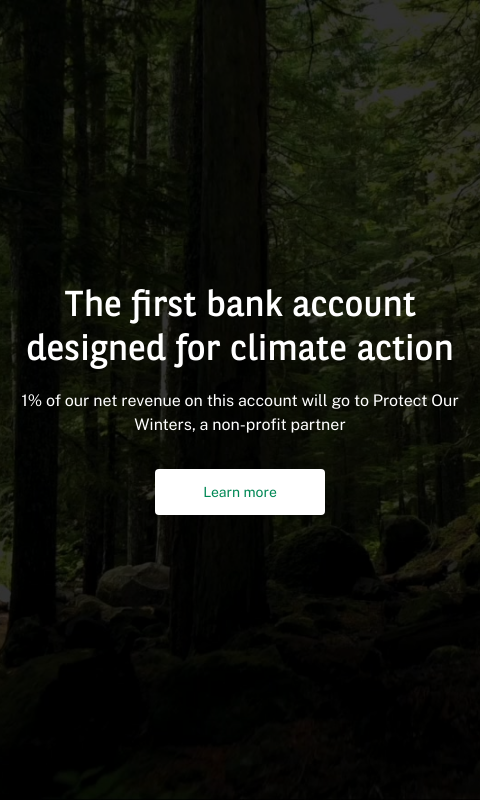 The first bank account
designed for climate action
1% of our net revenue on this account will go to Protect Our
Winters, a non-profit partner
Learn more